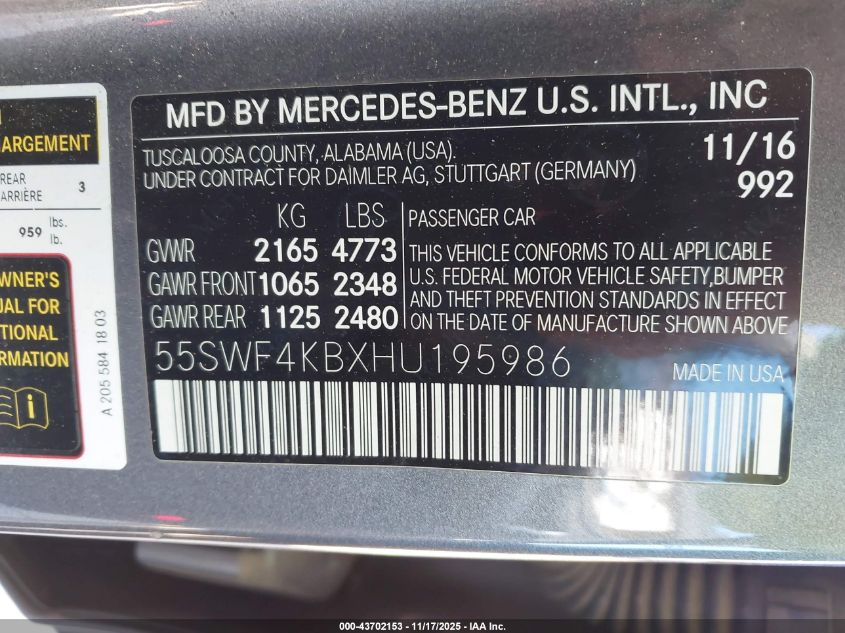 ARGEMENT
REAR
ARRIÈRE 3
959 lbs.
lb.
WNER'S
UAL FOR
TIONAL
ORMATION
A 205 584 18 03
MFD BY MERCEDES-BENZ U.S. INTL., INC
TUSCALOOSA COUNTY, ALABAMA (USA). 11/16
UNDER CONTRACT FOR DAIMLER AG, STUTTGART (GERMANY) 992
KG LBS
GVWR 2165 4773
GAWR FRONT 1065 2348
GAWR REAR 1125 2480
PASSENGER CAR
THIS VEHICLE CONFORMS TO ALL APPLICABLE
U.S. FEDERAL MOTOR VEHICLE SAFETY,BUMPER
AND THEFT PREVENTION STANDARDS IN EFFECT
ON THE DATE OF MANUFACTURE SHOWN ABOVE
55SWF4KBXHU195986
MADE IN USA
000-43702153 - 11/17/2025 - IAA Inc.